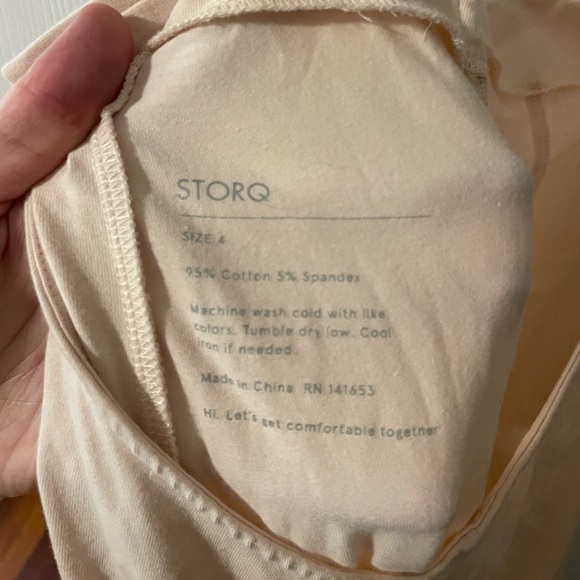 STORQ
SIZE 4
95% Cotton 5% Spandex
Machine wash cold with like
colors. Tumble dry low. Cool
iron if needed.
Made in China RN 141653
Hi. Let's get comfortable together